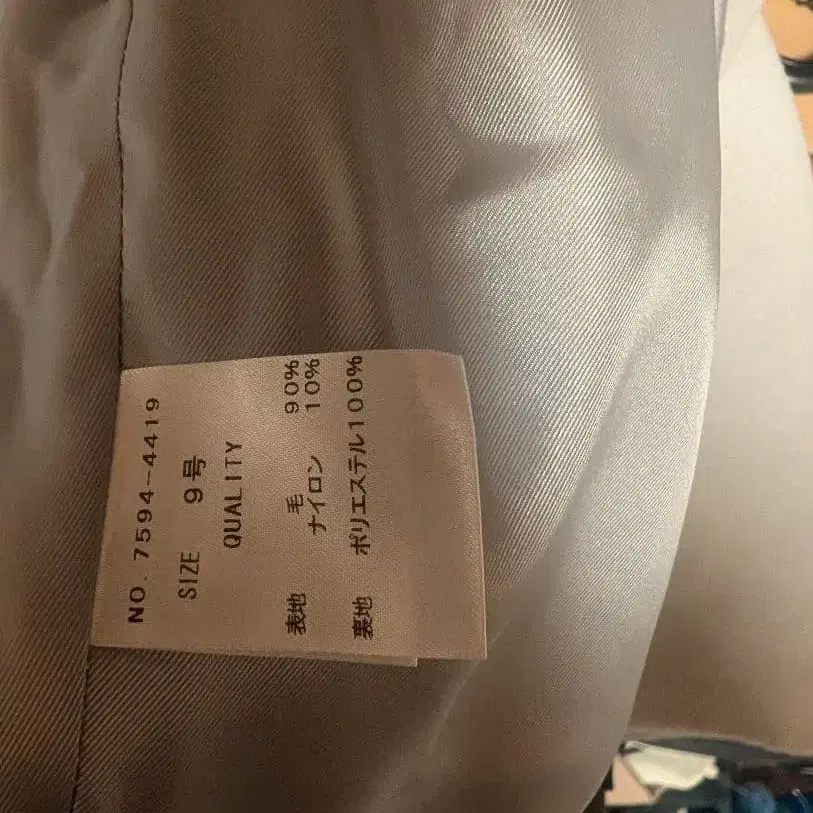 NO. 7594-4419
SIZE 9号
QUALITY
表地 毛 90%
ナイロン 10%
裏地 ポリエステル100%